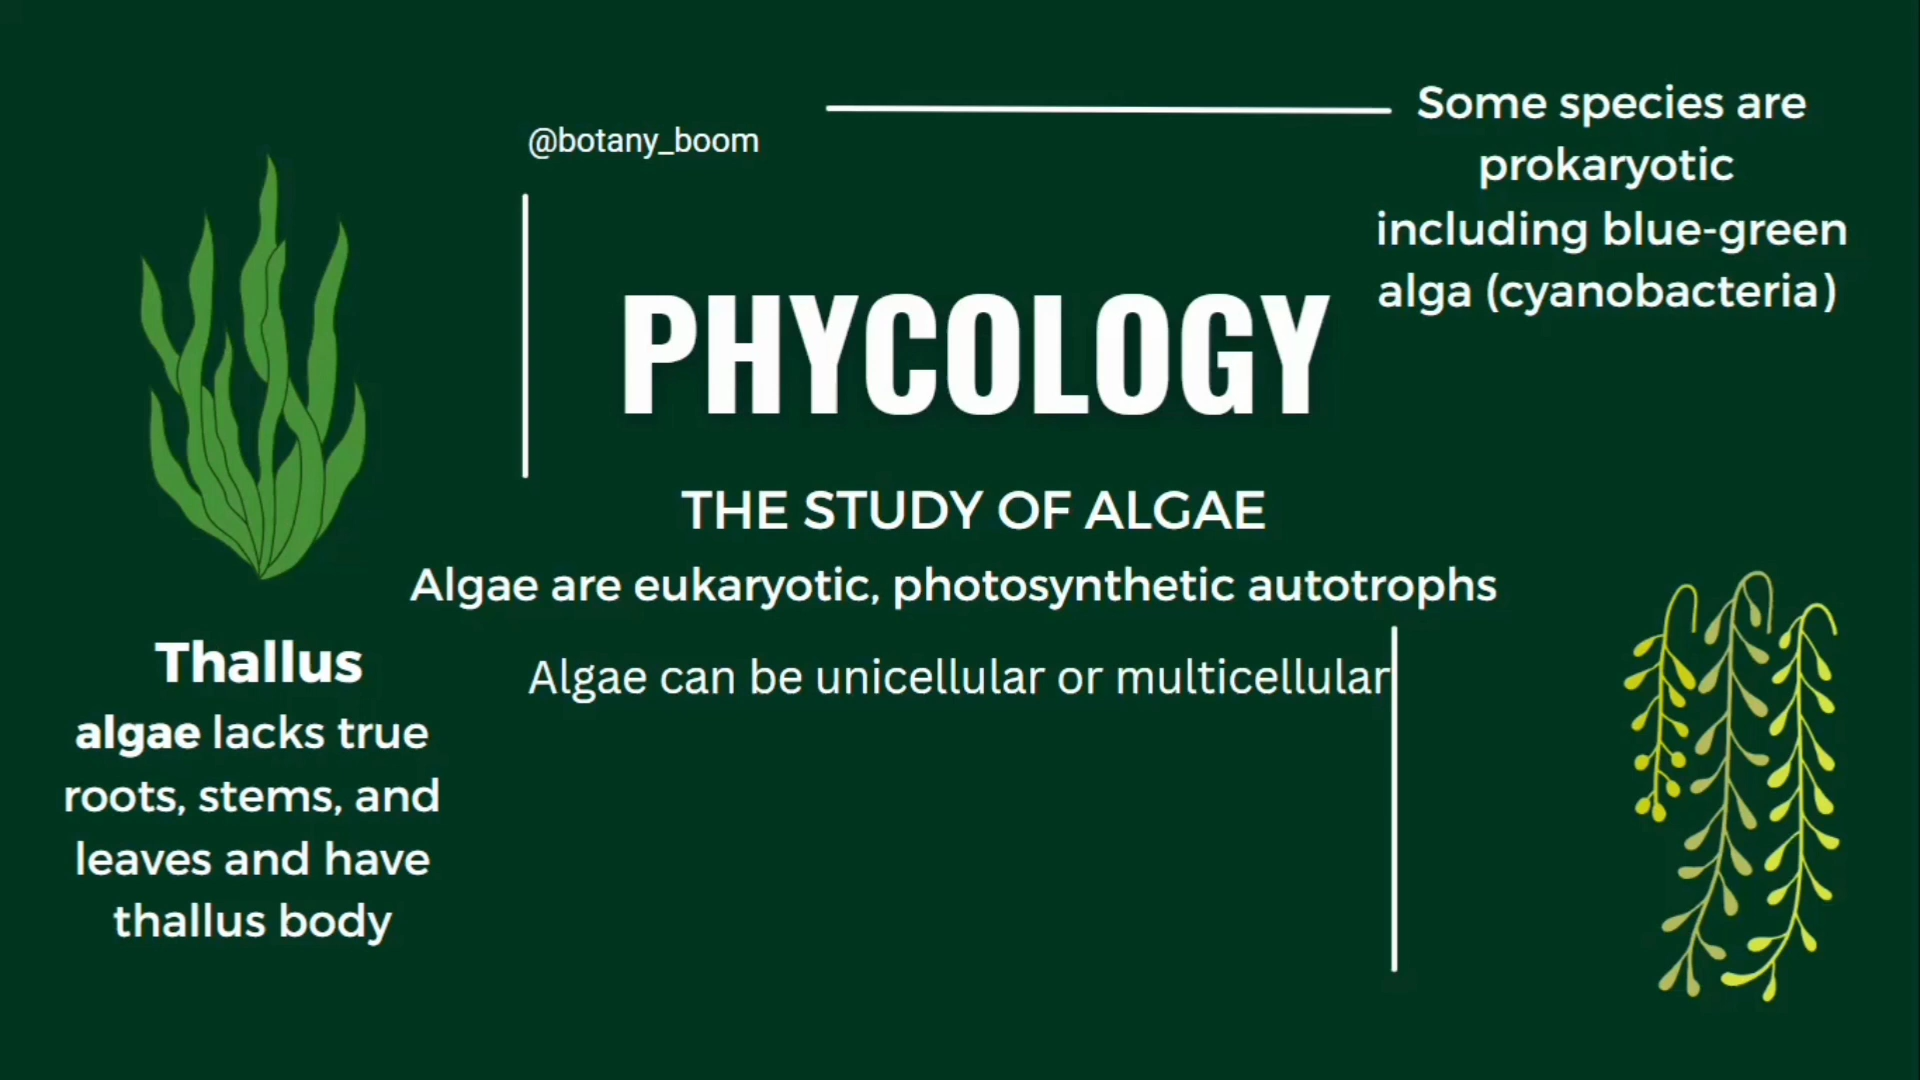 @botany_boom
Some species are
prokaryotic
including blue-green
alga (cyanobacteria)
PHYCOLOGY
THE STUDY OF ALGAE
Algae are eukaryotic, photosynthetic autotrophs
Algae can be unicellular or multicellular
Thallus
algae lacks true
roots, stems, and
leaves and have
thallus body